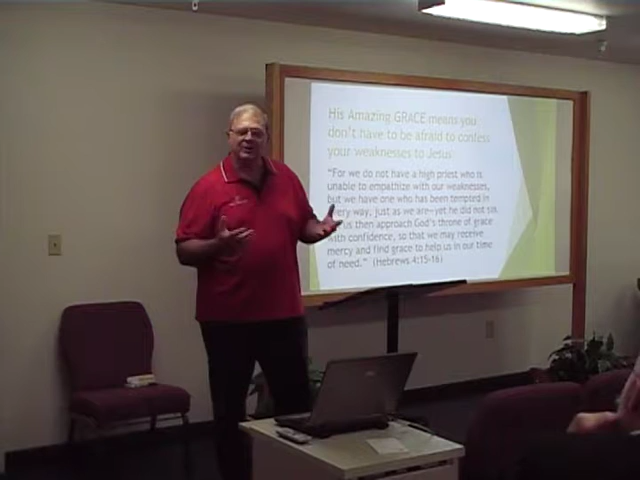 His Amazing GRACE means you
don't have to be afraid to confess
your weaknesses to Jesus
"For we do not have a high priest who is
unable to empathize with our weaknesses,
but we have one who has been tempted in
every way, just as we are—yet he did not sin.
us then approach God's throne of grace
with confidence, so that we may receive
mercy and find grace to help us in our time
of need." (Hebrews 4:15-16)